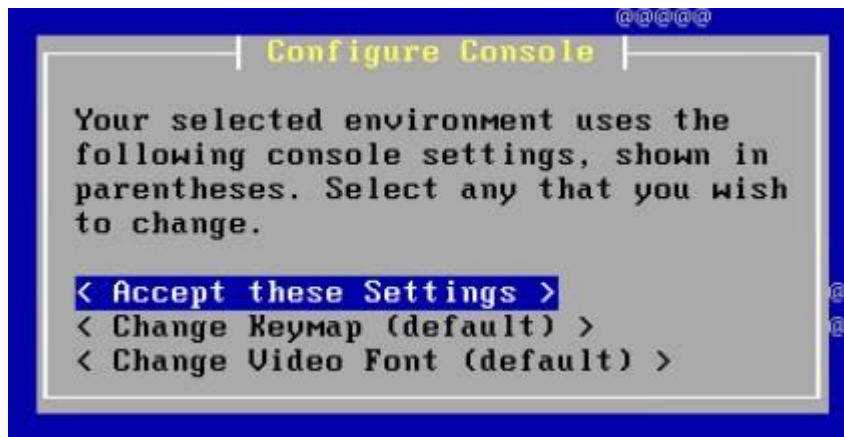 @@@@@
Configure Console
Your selected environment uses the
following console settings, shown in
parentheses. Select any that you wish
to change.
< Accept these Settings >
@
< Change Keymap (default) >
@
< Change Video Font (default) >